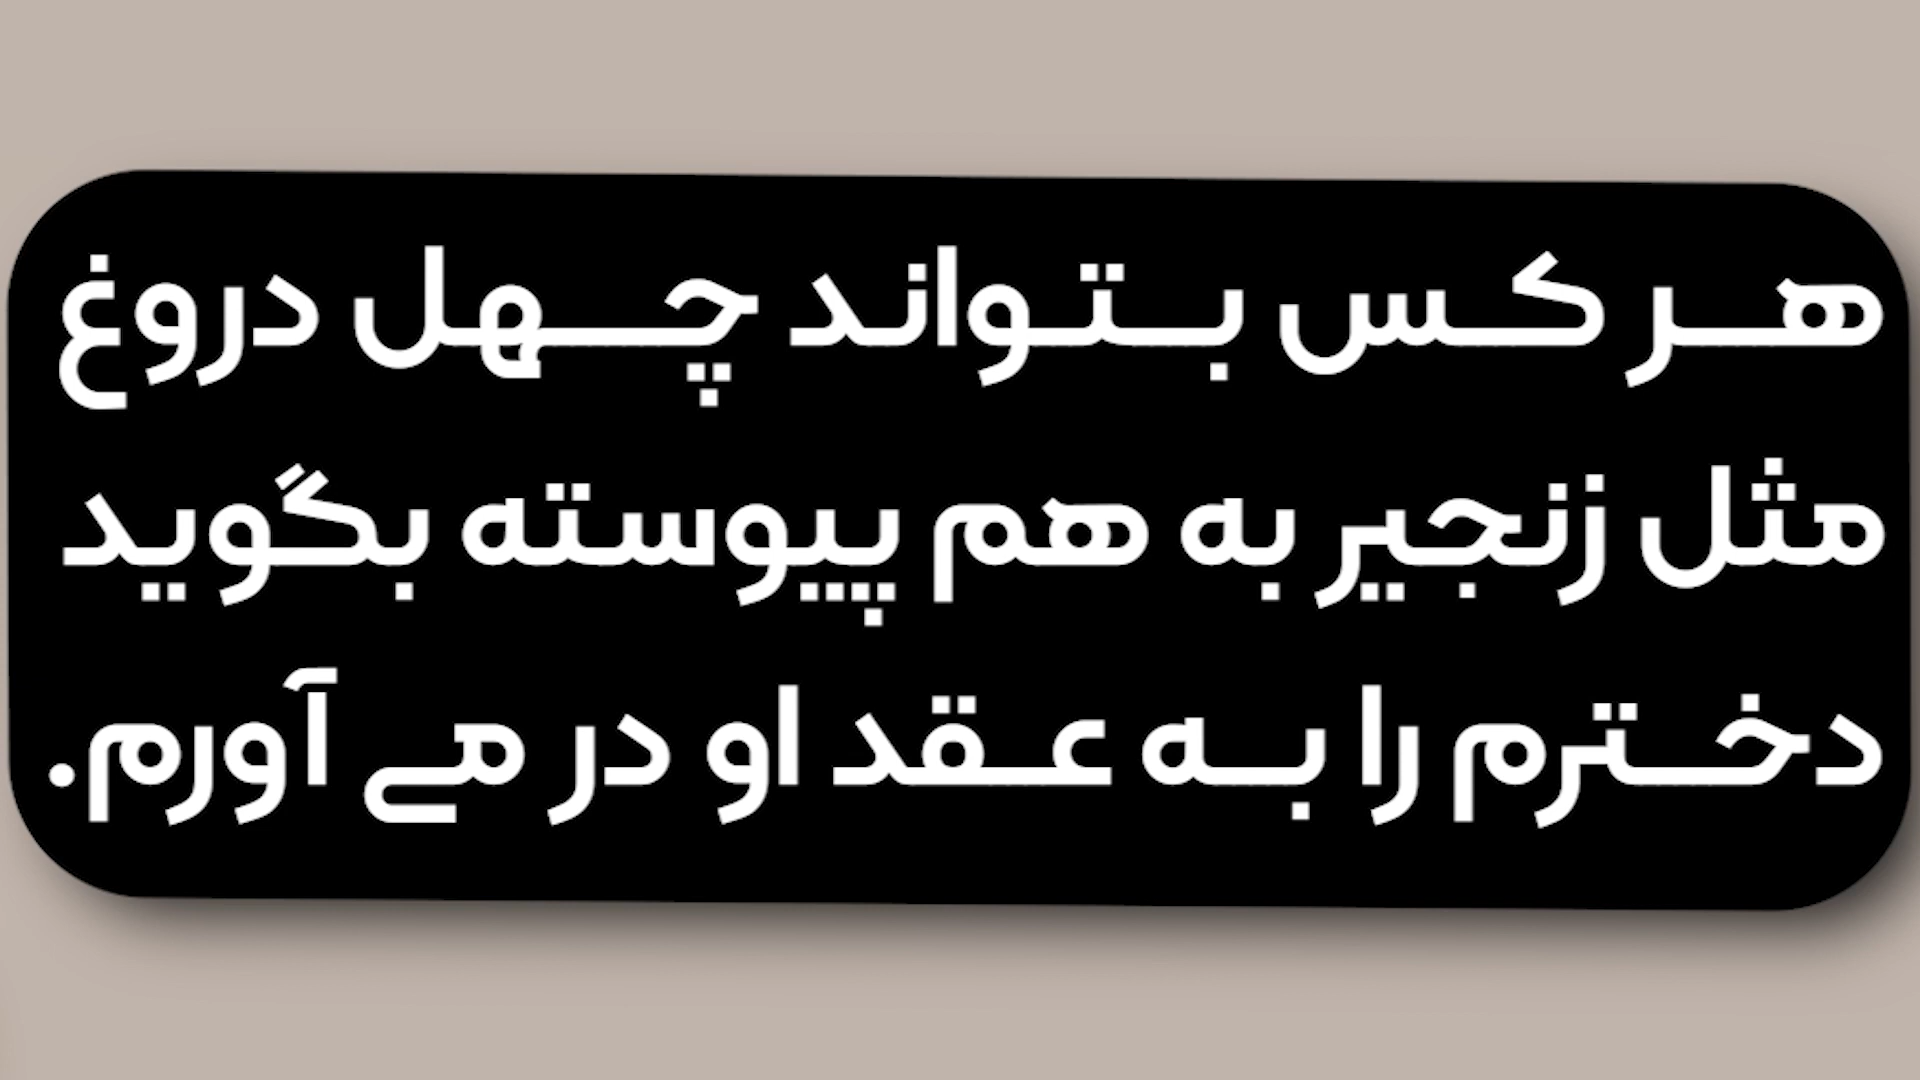 هر کس بتواند چهل دروغ
مثل زنجیر به هم پیوسته بگوید
دخترم را به عقد او در می آورم.